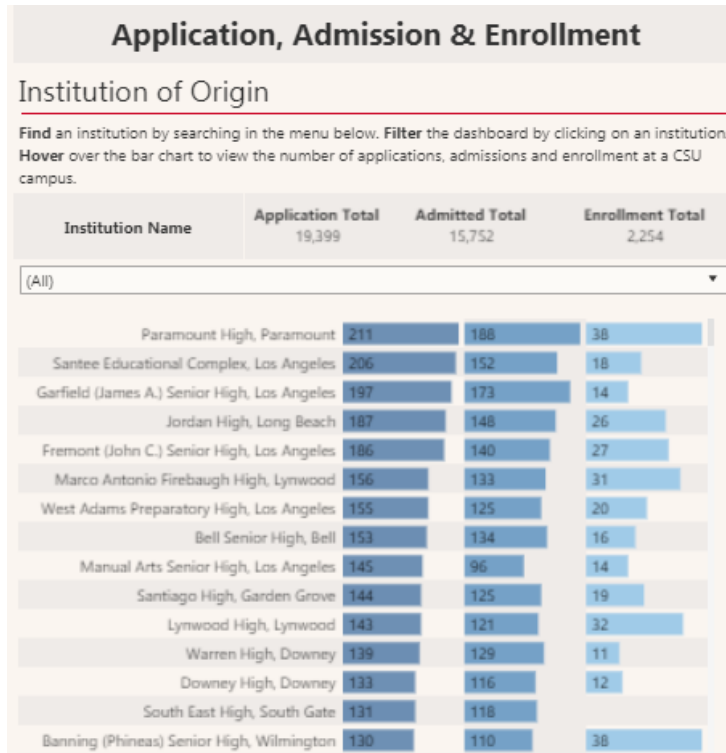 Application, Admission & Enrollment
Institution of Origin
Find an institution by searching in the menu below. Filter the dashboard by clicking on an institution.
Hover over the bar chart to view the number of applications, admissions and enrollment at a CSU
campus.
Institution Name Application Total Admitted Total Enrollment Total
19,399 15,752 2,254
(All)
Paramount High, Paramount 211 188 38
Santee Educational Complex, Los Angeles 206 152 18
Garfield (James A.) Senior High, Los Angeles 197 173 14
Jordan High, Long Beach 187 148 26
Fremont (John C.) Senior High, Los Angeles 186 140 27
Marco Antonio Firebaugh High, Lynwood 156 133 31
West Adams Preparatory High, Los Angeles 155 125 20
Bell Senior High, Bell 153 134 16
Manual Arts Senior High, Los Angeles 145 96 14
Santiago High, Garden Grove 144 125 19
Lynwood High, Lynwood 143 121 32
Warren High, Downey 139 129 11
Downey High, Downey 133 116 12
South East High, South Gate 131 118
Banning (Phineas) Senior High, Wilmington 130 110 38